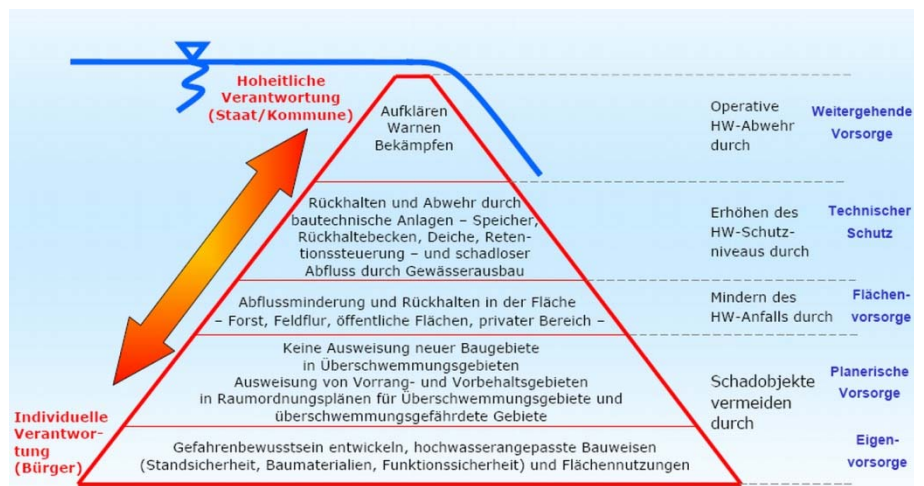 Hoheitliche
Verantwortung
(Staat/Kommune)
Aufklären
Warnen
Bekämpfen
Operative
HW-Abwehr
durch
Weitergehende
Vorsorge
Rückhalten und Abwehr durch
bautechnische Anlagen – Speicher,
Rückhaltebecken, Deiche, Reten-
tionssteuerung – und schadloser
Abfluss durch Gewässerausbau
Erhöhen des
HW-Schutz-
niveaus durch
Technischer
Schutz
Abflussminderung und Rückhalten in der Fläche
– Forst, Feldflur, öffentliche Flächen, privater Bereich –
Mindern des
HW-Anfalls durch
Flächen-
vorsorge
Keine Ausweisung neuer Baugebiete
in Überschwemmungsgebieten
Ausweisung von Vorrang- und Vorbehaltsgebieten
in Raumordnungsplänen für Überschwemmungsgebiete und
überschwemmungsgefährdete Gebiete
Schadobjekte
vermeiden
durch
Planerische
Vorsorge
Individuelle
Verantwor-
tung
(Bürger)
Gefahrenbewusstsein entwickeln, hochwasserangepasste Bauweisen
(Standsicherheit, Baumaterialien, Funktionssicherheit) und Flächennutzungen
Eigen-
vorsorge